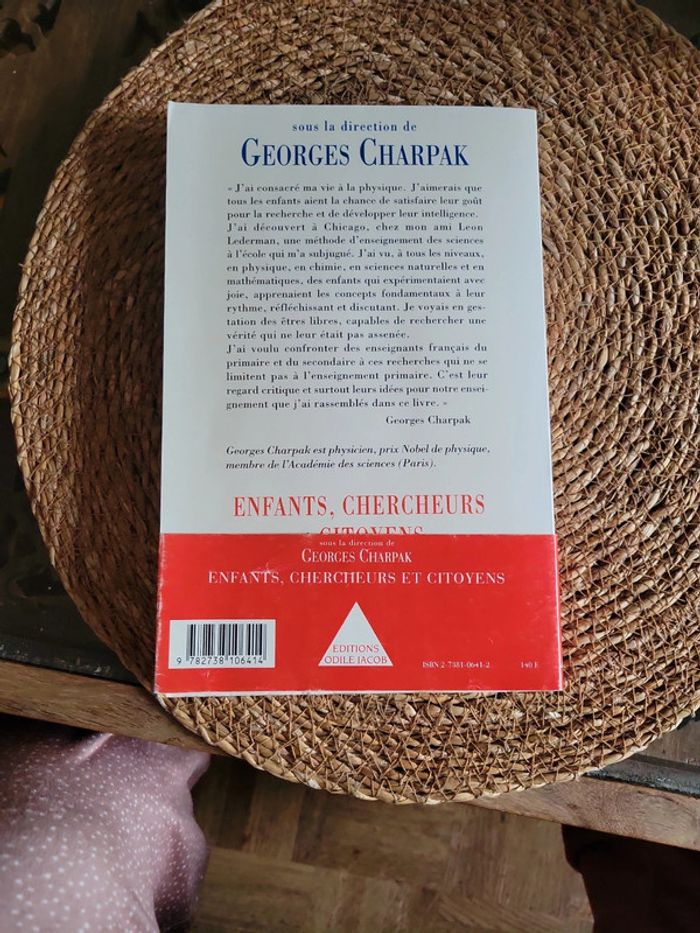 sous la direction de
GEORGES CHARPAK
« J'ai consacré ma vie à la physique. J'aimerais que
tous les enfants aient la chance de satisfaire leur goût
pour la recherche et de développer leur intelligence.
J'ai découvert à Chicago, chez mon ami Leon
Lederman, une méthode d'enseignement des sciences
à l'école qui m'a subjugué. J'ai vu, à tous les niveaux,
en physique, en chimie, en sciences naturelles et en
mathématiques, des enfants qui expérimentaient avec
joie, apprenaient les concepts fondamentaux à leur
rythme, réfléchissant et discutant. Je voyais en ges-
tation des êtres libres, capables de rechercher une
vérité qui ne leur était pas assenée.
J'ai voulu confronter des enseignants français du
primaire et du secondaire à ces recherches qui ne se
limitent pas à l'enseignement primaire. C'est leur
regard critique et surtout leurs idées pour notre ensei-
gnement que j'ai rassemblés dans ce livre. »
Georges Charpak
Georges Charpak est physicien, prix Nobel de physique,
membre de l'Académie des sciences (Paris).
ENFANTS, CHERCHEURS
CITOYENS
sous la direction de
GEORGES CHARPAK
ENFANTS, CHERCHEURS ET CITOYENS
9 782738 106414
EDITIONS
ODILE JACOB
ISBN 2-7381-0641-2
140 F